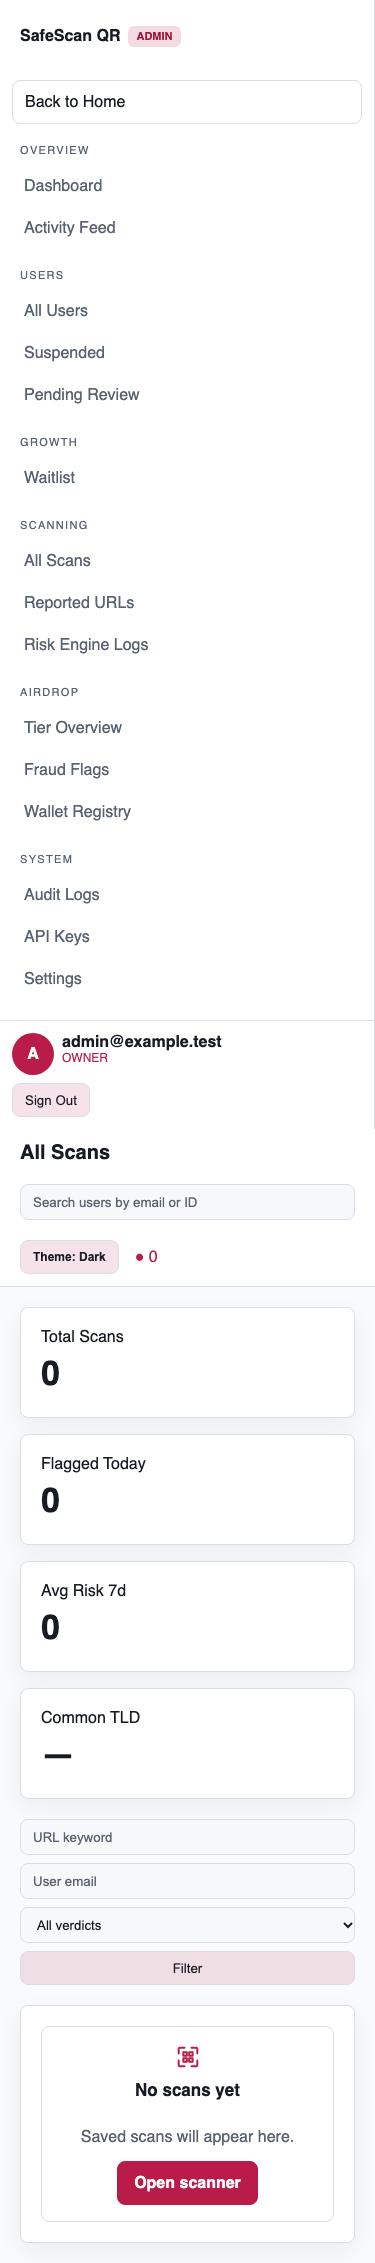 SafeScan QR ADMIN
Back to Home
OVERVIEW
Dashboard
Activity Feed
USERS
All Users
Suspended
Pending Review
GROWTH
Waitlist
SCANNING
All Scans
Reported URLs
Risk Engine Logs
AIRDROP
Tier Overview
Fraud Flags
Wallet Registry
SYSTEM
Audit Logs
API Keys
Settings
A admin@example.test
OWNER
Sign Out
All Scans
Search users by email or ID
Theme: Dark ● 0
Total Scans
0
Flagged Today
0
Avg Risk 7d
0
Common TLD
—
URL keyword
User email
All verdicts
Filter
No scans yet
Saved scans will appear here.
Open scanner